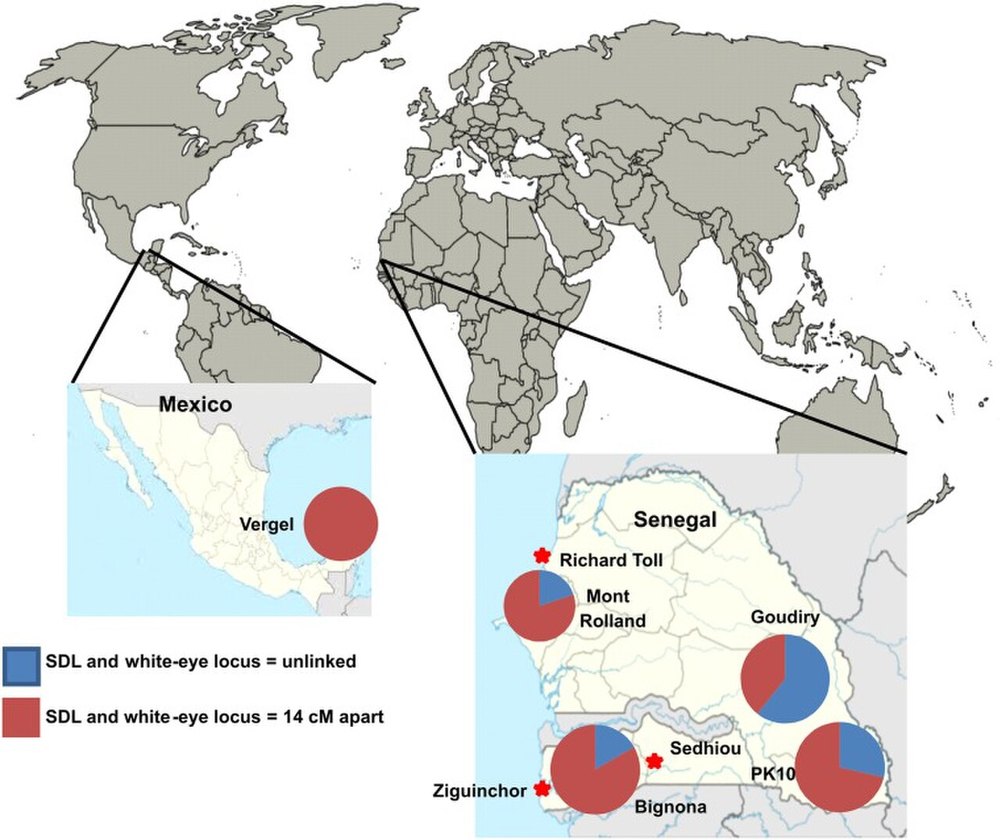 Mexico
Vergel
Senegal
Richard Toll
Mont
Rolland
Goudiry
Sedhiou
PK10
Ziguinchor
Bignona
SDL and white-eye locus = unlinked
SDL and white-eye locus = 14 cM apart